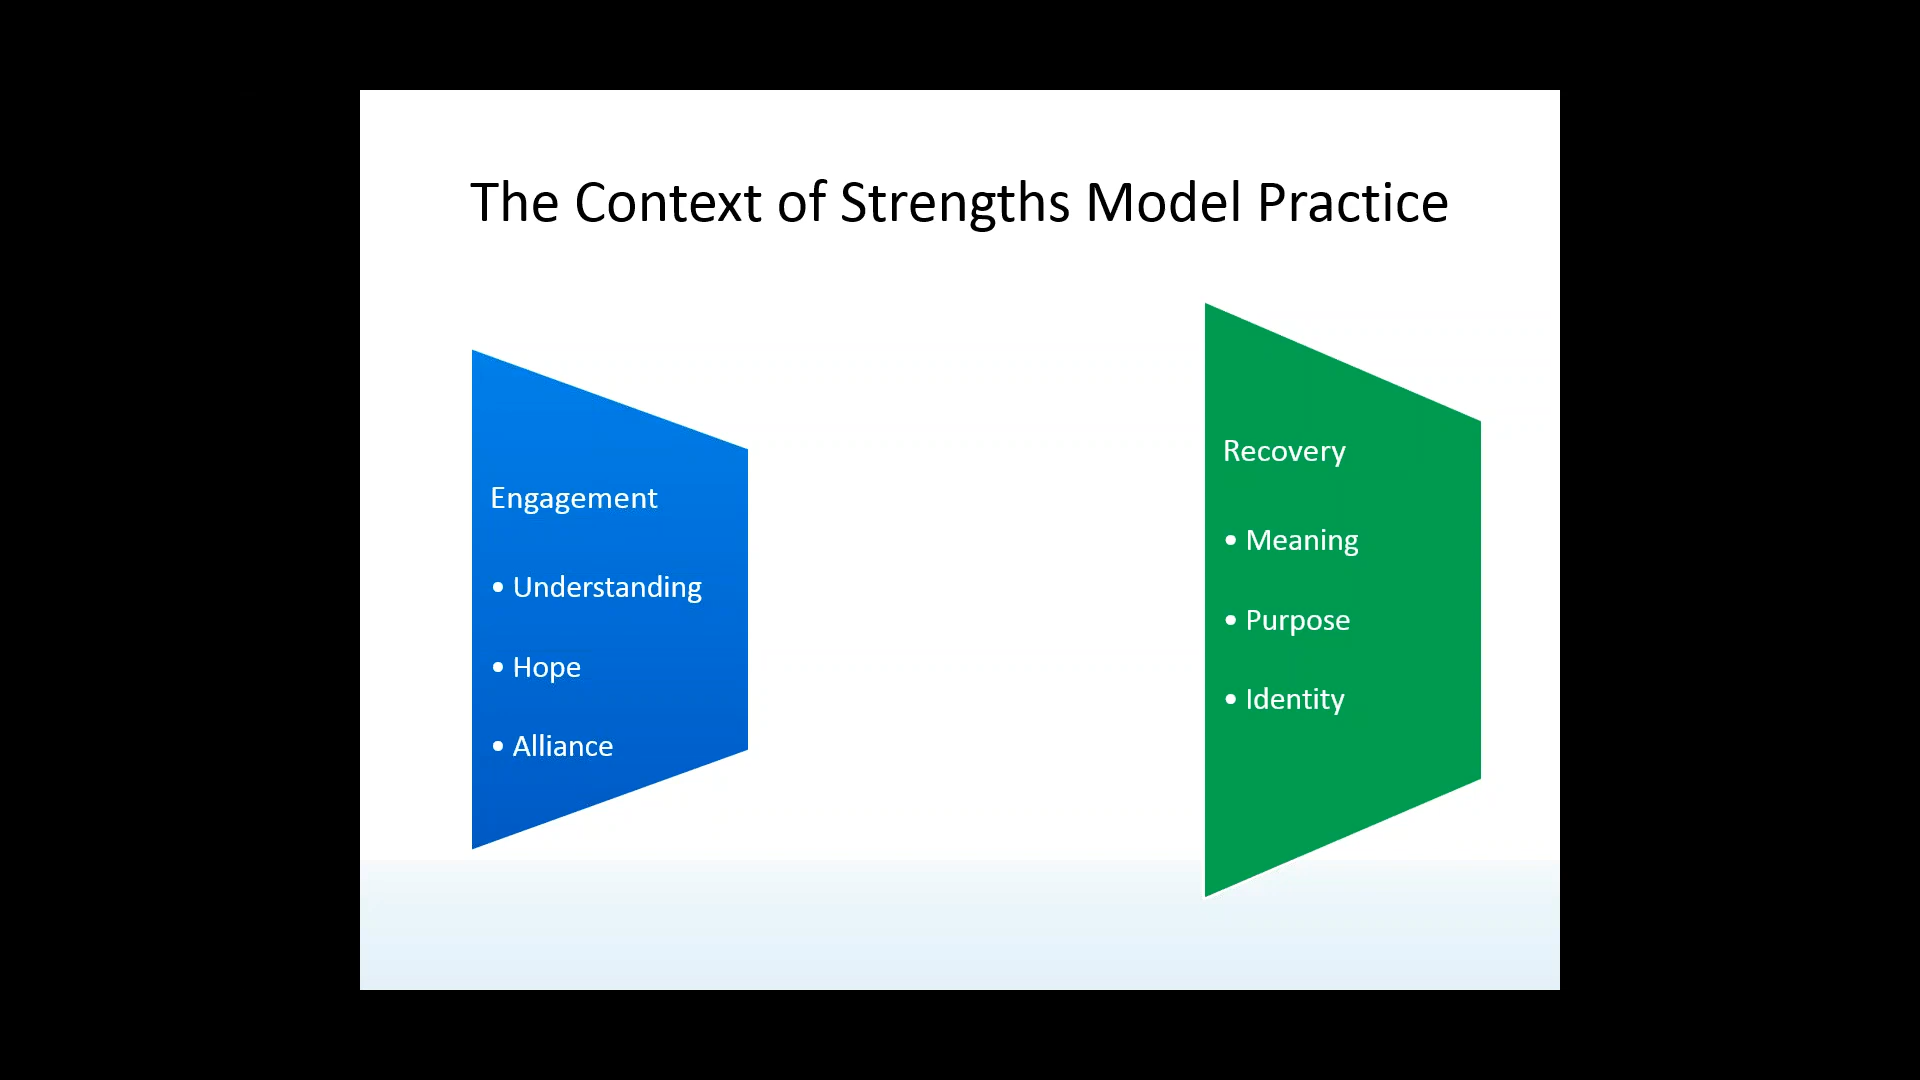 The Context of Strengths Model Practice
Engagement
• Understanding
• Hope
• Alliance
Recovery
• Meaning
• Purpose
• Identity